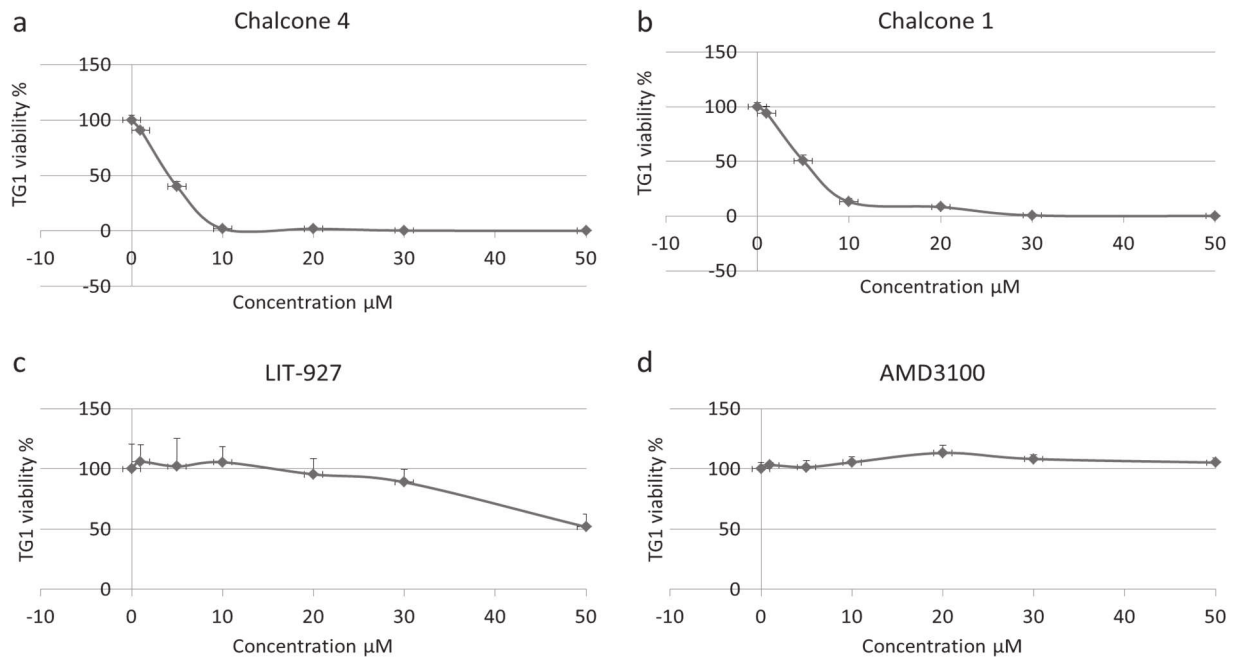 a
Chalcone 4
TG1 viability %
150
100
50
0
-50
-10 0 10 20 30 40 50
Concentration µM
b
Chalcone 1
TG1 viability %
150
100
50
0
-50
-10 0 10 20 30 40 50
Concentration µM
c
LIT-927
TG1 viability %
150
100
50
0
-10 0 10 20 30 40 50
Concentration µM
d
AMD3100
TG1 viability %
150
100
50
0
-10 0 10 20 30 40 50
Concentration µM